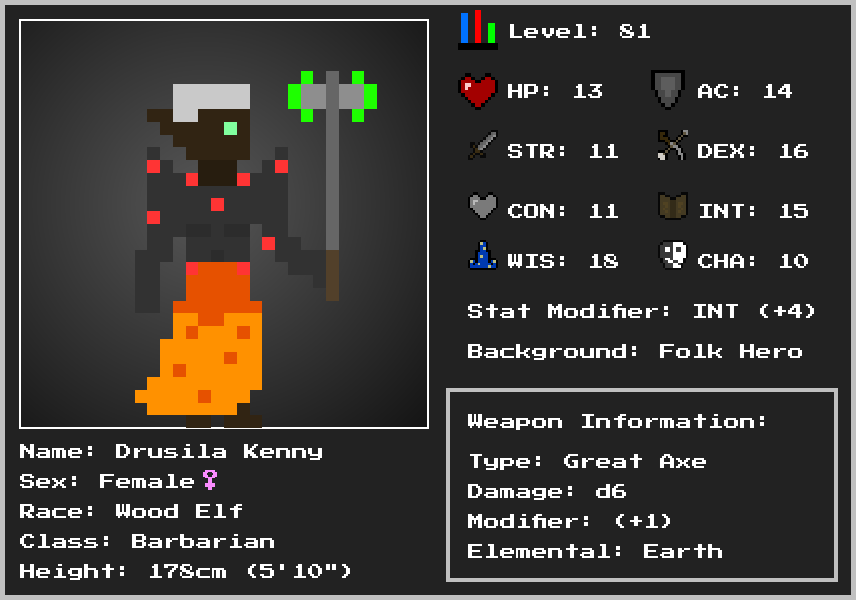 Level: 81
HP: 13
AC: 14
STR: 11
DEX: 16
CON: 11
INT: 15
WIS: 18
CHA: 10
Stat Modifier: INT (+4)
Background: Folk Hero
Weapon Information:
Type: Great Axe
Damage: d6
Modifier: (+1)
Elemental: Earth
Name: Drusila Kenny
Sex: Female♀
Race: Wood Elf
Class: Barbarian
Height: 178cm (5'10")